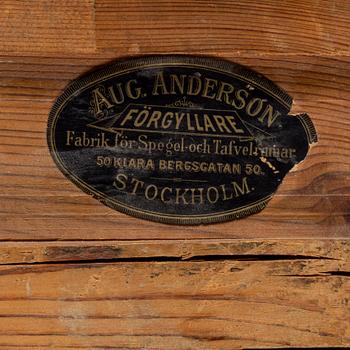 AUG. ANDERSON
FÖRGYLLARE
Fabrik för Spegel-och Tafvelramar
50 KLARA BERGSGATAN 50.
STOCKHOLM.